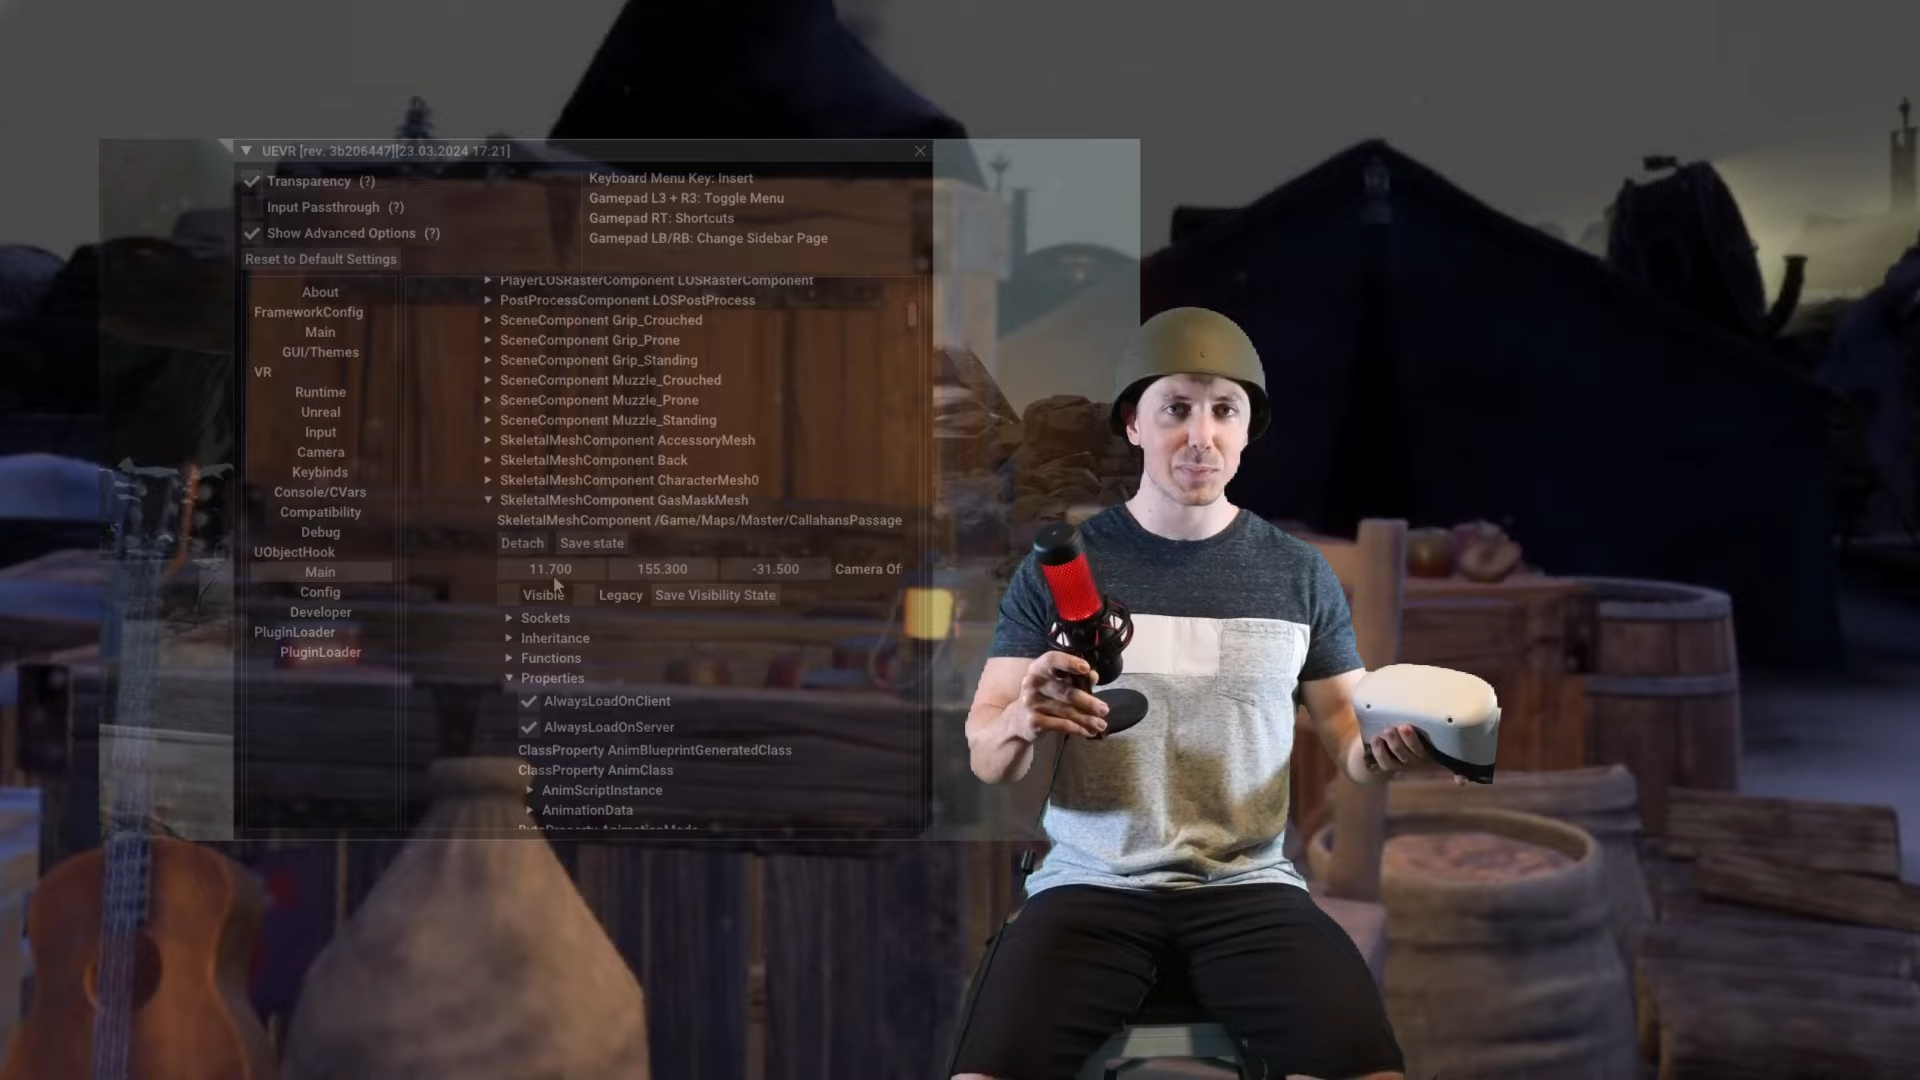 UEVR [rev. 3b206447][23.03.2024 17:21]
Transparency (?)
Input Passthrough (?)
Show Advanced Options (?)
Reset to Default Settings
Keyboard Menu Key: Insert
Gamepad L3 + R3: Toggle Menu
Gamepad RT: Shortcuts
Gamepad LB/RB: Change Sidebar Page
About
FrameworkConfig
Main
GUI/Themes
VR
Runtime
Unreal
Input
Camera
Keybinds
Console/CVars
Compatibility
Debug
UObjectHook
Main
Config
Developer
PluginLoader
PluginLoader
PlayerLOSRasterComponent LOSRasterComponent
PostProcessComponent LOSPostProcess
SceneComponent Grip_Crouched
SceneComponent Grip_Prone
SceneComponent Grip_Standing
SceneComponent Muzzle_Crouched
SceneComponent Muzzle_Prone
SceneComponent Muzzle_Standing
SkeletalMeshComponent AccessoryMesh
SkeletalMeshComponent Back
SkeletalMeshComponent CharacterMesh0
SkeletalMeshComponent GasMaskMesh
SkeletalMeshComponent /Game/Maps/Master/CallahansPassage
Detach Save state
11.700 155.300 -31.500 Camera Of
Visible Legacy Save Visibility State
Sockets
Inheritance
Functions
Properties
AlwaysLoadOnClient
AlwaysLoadOnServer
ClassProperty AnimBlueprintGeneratedClass
ClassProperty AnimClass
AnimScriptInstance
AnimationData
ByteProperty AnimationMode